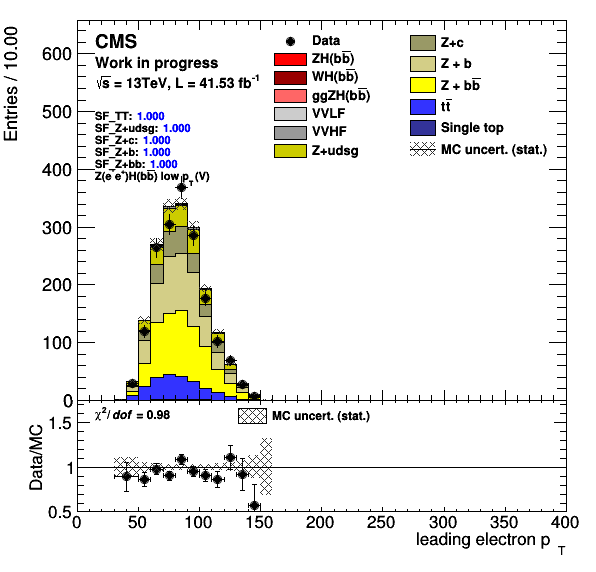 CMS
Work in progress
√s = 13TeV, L = 41.53 fb⁻¹
SF_TT: 1.000
SF_Z+udsg: 1.000
SF_Z+c: 1.000
SF_Z+b: 1.000
SF_Z+bb: 1.000
Z(e⁻e⁺)H(bb̅) low p_T(V)
Data
ZH(bb̅)
WH(bb̅)
ggZH(bb̅)
VVLF
VVHF
Z+udsg
Z+c
Z + b
Z + bb̅
tt̅
Single top
MC uncert. (stat.)
Entries / 10.00
600
500
400
300
200
100
0
χ²/dof = 0.98
MC uncert. (stat.)
Data/MC
1.5
1
0.5
0 50 100 150 200 250 300 350 400
leading electron p_T